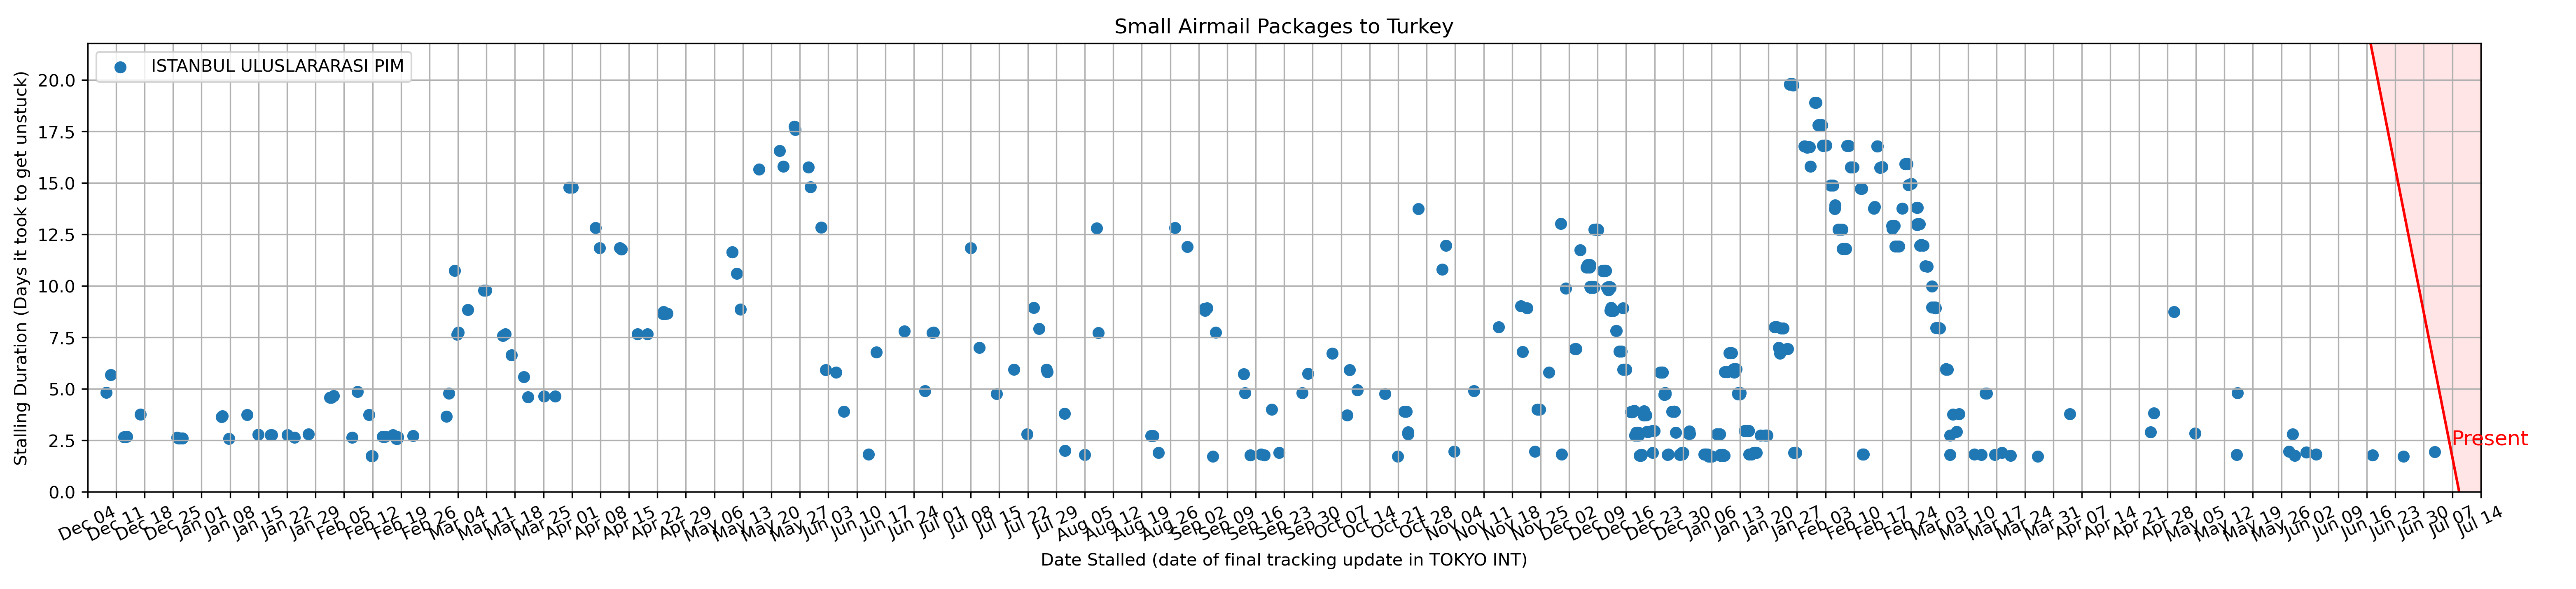 Small Airmail Packages to Turkey
ISTANBUL ULUSLARARASI PIM
Stalling Duration (Days it took to get unstuck)
20.0
17.5
15.0
12.5
10.0
7.5
5.0
2.5
0.0
Present
Dec 04 Dec 11 Dec 18 Dec 25 Jan 01 Jan 08 Jan 15 Jan 22 Jan 29 Feb 05 Feb 12 Feb 19 Feb 26 Mar 04 Mar 11 Mar 18 Mar 25 Apr 01 Apr 08 Apr 15 Apr 22 Apr 29 May 06 May 13 May 20 May 27 Jun 03 Jun 10 Jun 17 Jun 24 Jul 01 Jul 08 Jul 15 Jul 22 Jul 29 Aug 05 Aug 12 Aug 19 Aug 26 Sep 02 Sep 09 Sep 16 Sep 23 Sep 30 Oct 07 Oct 14 Oct 21 Oct 28 Nov 04 Nov 11 Nov 18 Nov 25 Dec 02 Dec 09 Dec 16 Dec 23 Dec 30 Jan 06 Jan 13 Jan 20 Jan 27 Feb 03 Feb 10 Feb 17 Feb 24 Mar 03 Mar 10 Mar 17 Mar 24 Mar 31 Apr 07 Apr 14 Apr 21 Apr 28 May 05 May 12 May 19 May 26 Jun 02 Jun 09 Jun 16 Jun 23 Jun 30 Jul 07 Jul 14
Date Stalled (date of final tracking update in TOKYO INT)